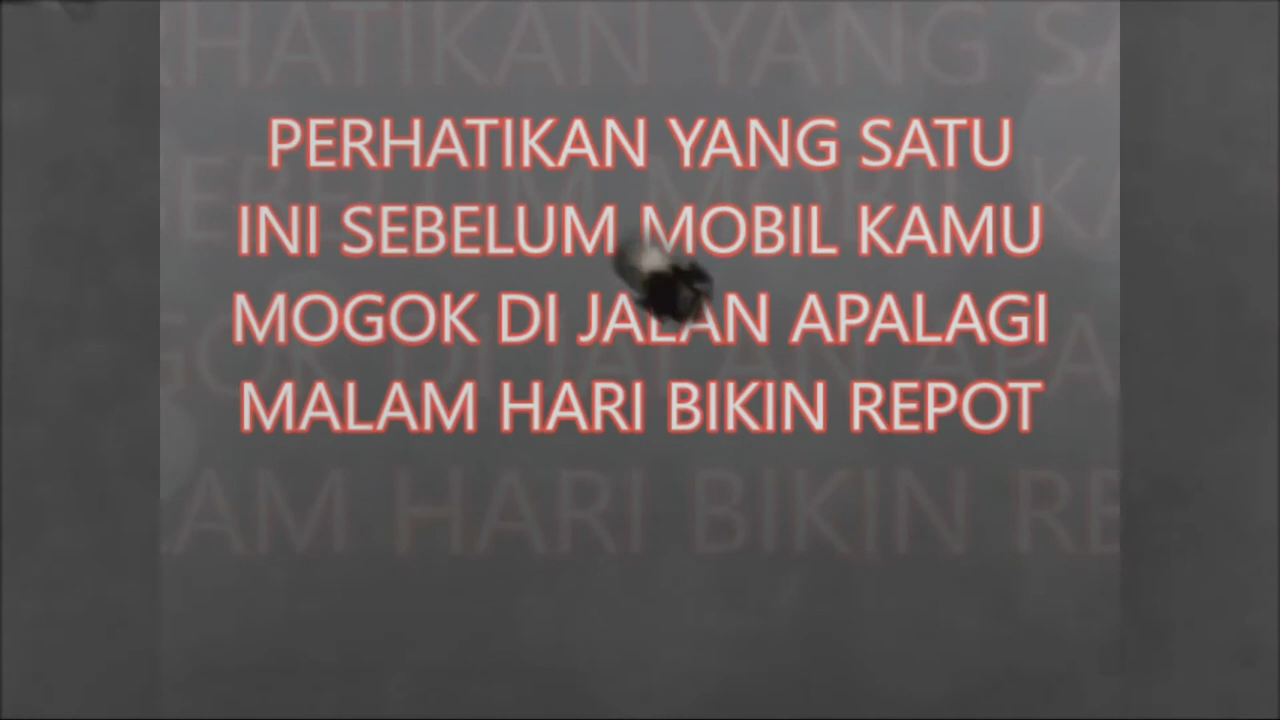 PERHATIKAN YANG SATU
INI SEBELUM MOBIL KAMU
MOGOK DI JALAN APALAGI
MALAM HARI BIKIN REPOT